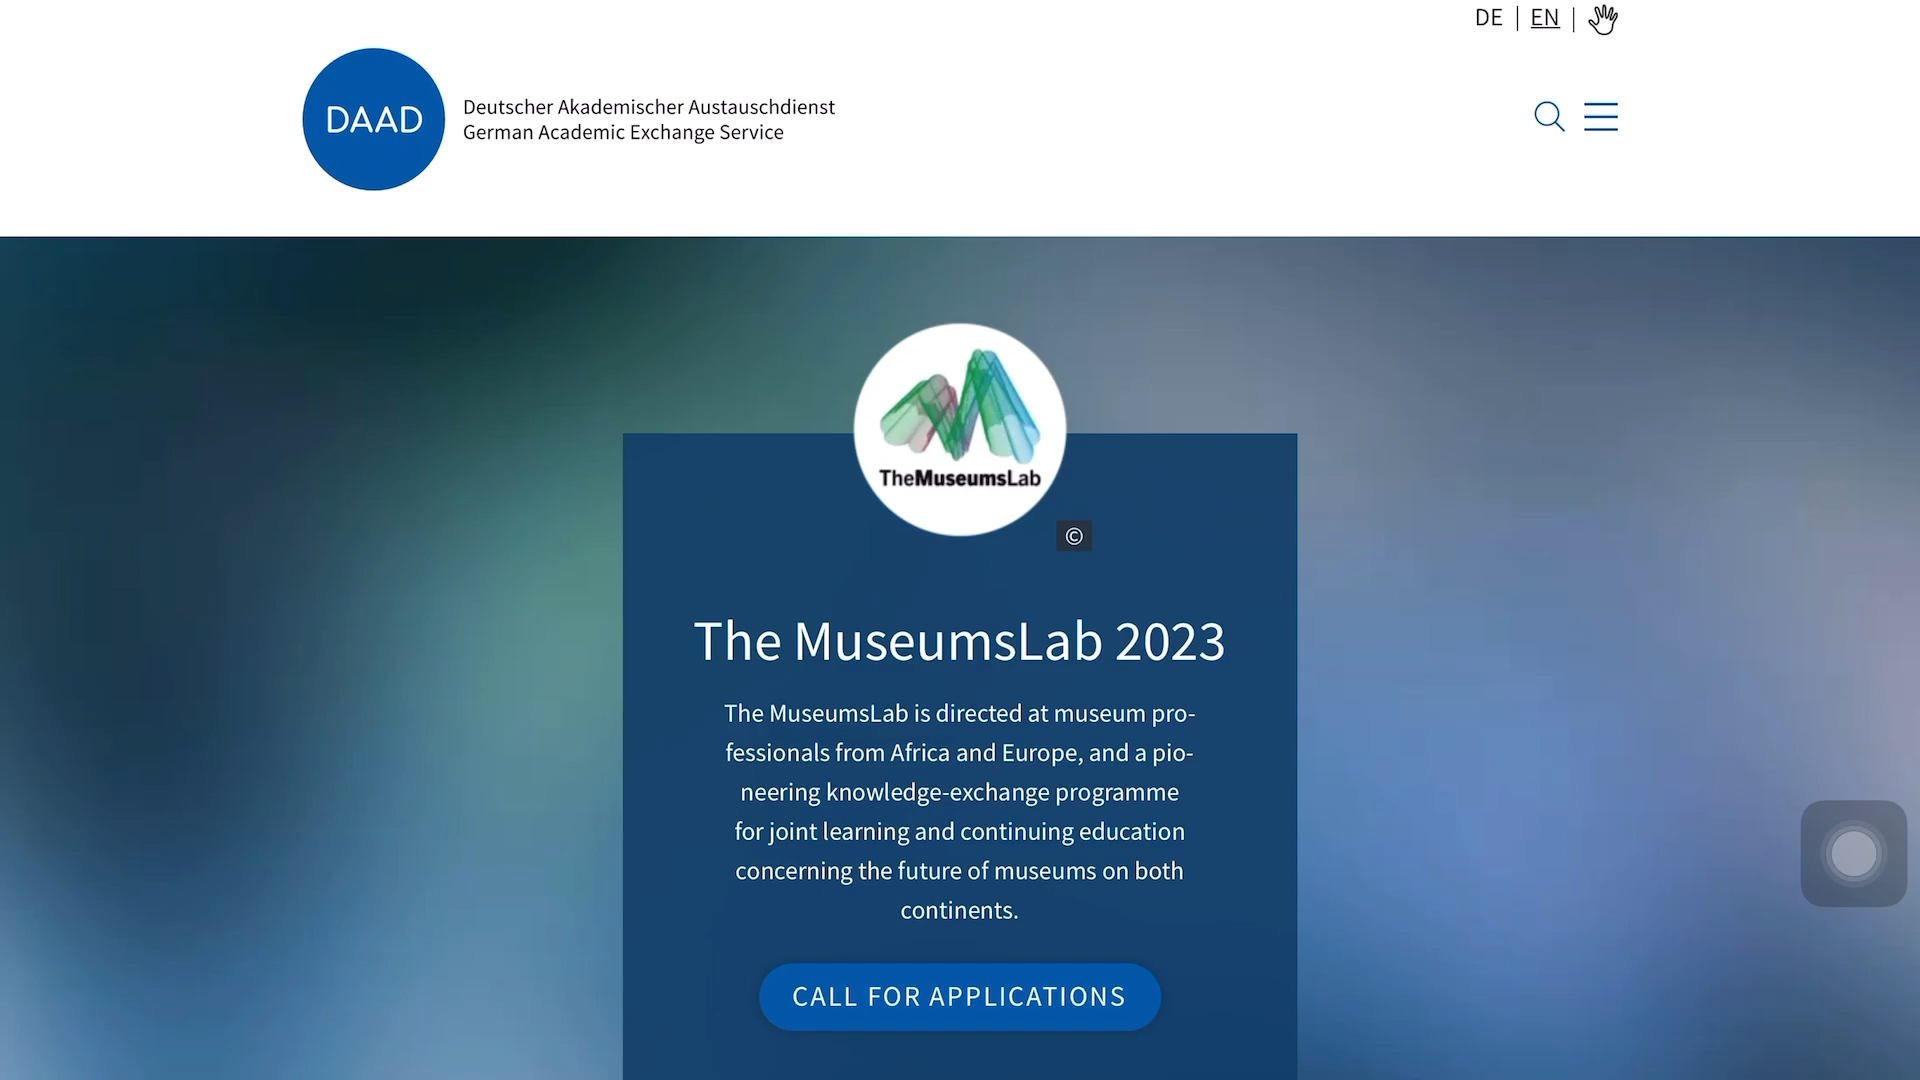 DE | EN |
DAAD
Deutscher Akademischer Austauschdienst
German Academic Exchange Service
TheMuseumsLab
©
The MuseumsLab 2023
The MuseumsLab is directed at museum pro-
fessionals from Africa and Europe, and a pio-
neering knowledge-exchange programme
for joint learning and continuing education
concerning the future of museums on both
continents.
CALL FOR APPLICATIONS